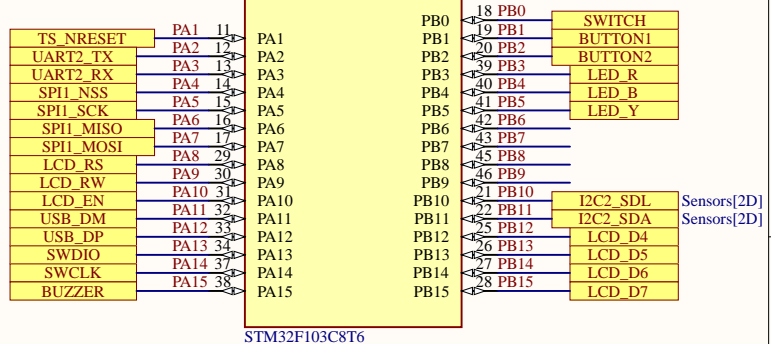 TS_NRESET PA1 11 PA1
UART2_TX PA2 12 PA2
UART2_RX PA3 13 PA3
SPI1_NSS PA4 14 PA4
SPI1_SCK PA5 15 PA5
SPI1_MISO PA6 16 PA6
SPI1_MOSI PA7 17 PA7
LCD_RS PA8 29 PA8
LCD_RW PA9 30 PA9
LCD_EN PA10 31 PA10
USB_DM PA11 32 PA11
USB_DP PA12 33 PA12
SWDIO PA13 34 PA13
SWCLK PA14 37 PA14
BUZZER PA15 38 PA15
PB0 18 PB0 SWITCH
PB1 19 PB1 BUTTON1
PB2 20 PB2 BUTTON2
PB3 39 PB3 LED_R
PB4 40 PB4 LED_B
PB5 41 PB5 LED_Y
PB6 42 PB6
PB7 43 PB7
PB8 45 PB8
PB9 46 PB9
PB10 21 PB10 I2C2_SDL Sensors[2D]
PB11 22 PB11 I2C2_SDA Sensors[2D]
PB12 25 PB12 LCD_D4
PB13 26 PB13 LCD_D5
PB14 27 PB14 LCD_D6
PB15 28 PB15 LCD_D7
STM32F103C8T6